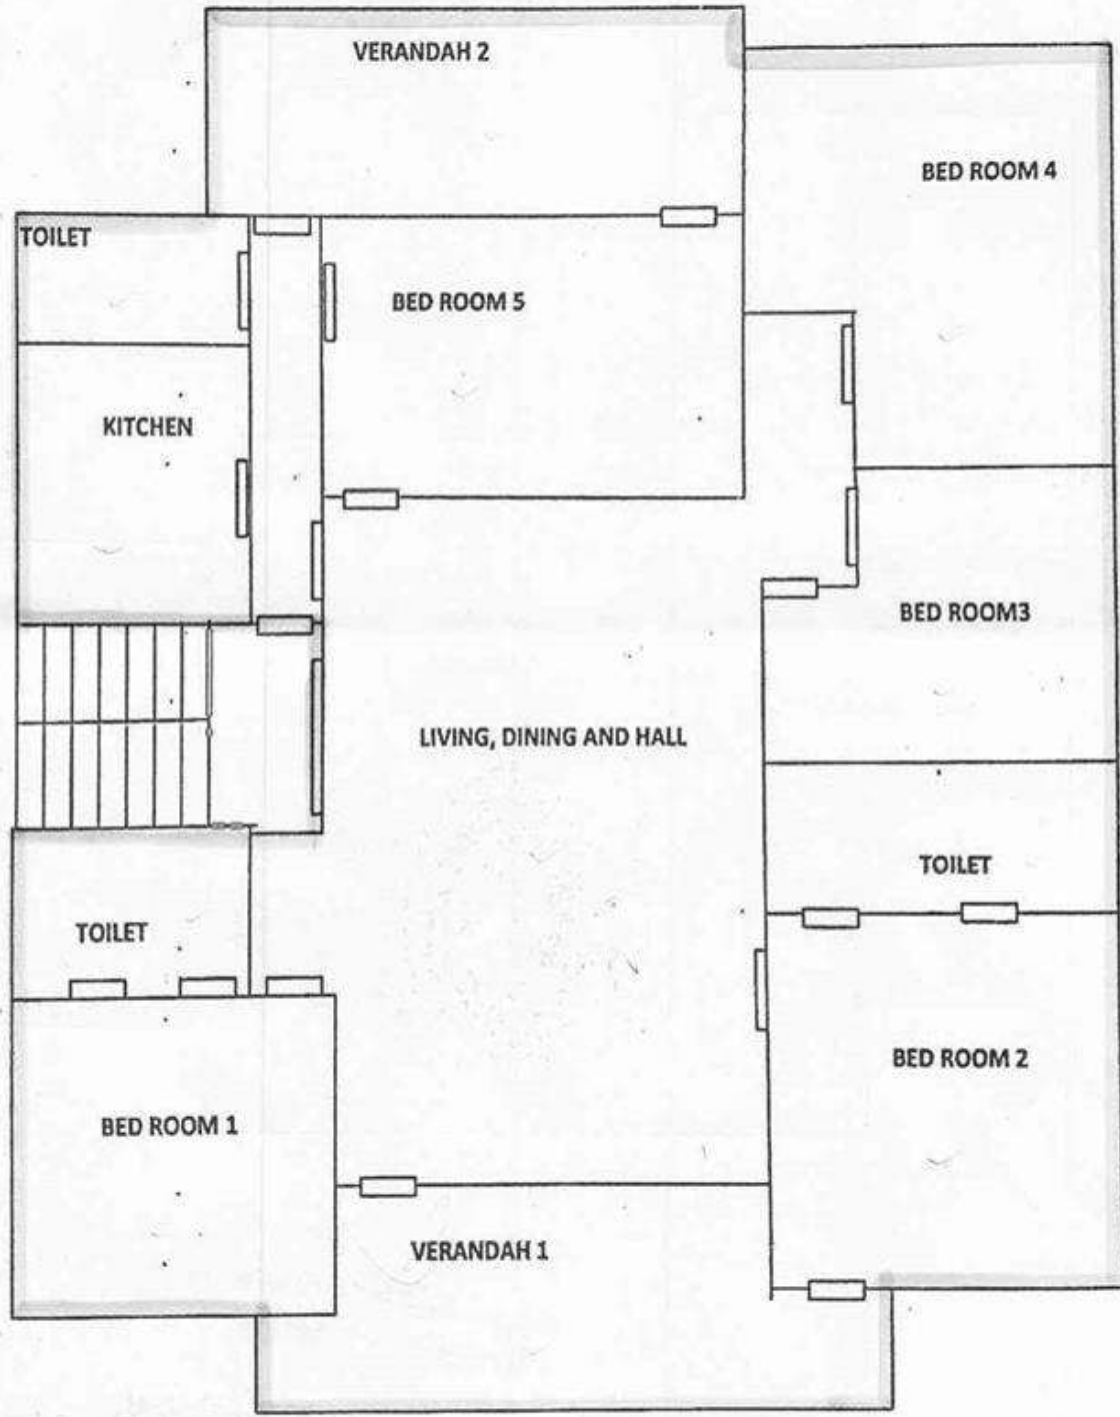 VERANDAH 2
BED ROOM 4
TOILET
BED ROOM 5
KITCHEN
BED ROOM3
LIVING, DINING AND HALL
TOILET
TOILET
BED ROOM 2
BED ROOM 1
VERANDAH 1